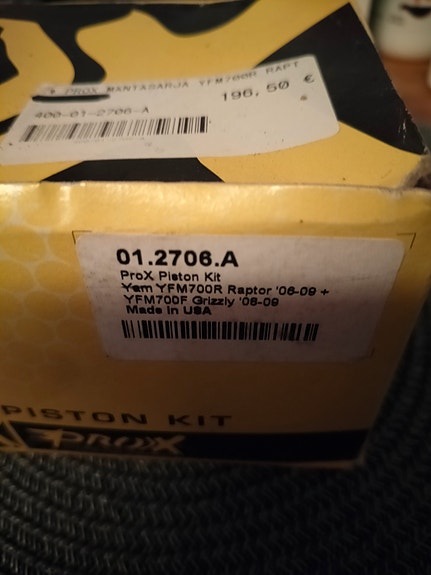 PROX MÄNTÄSARJA YFM700R RAPT
196,50 €
400-01-2706-A
01.2706.A
ProX Piston Kit
Yam YFM700R Raptor '06-09 +
YFM700F Grizzly '06-09
Made in USA
PISTON KIT
PROX